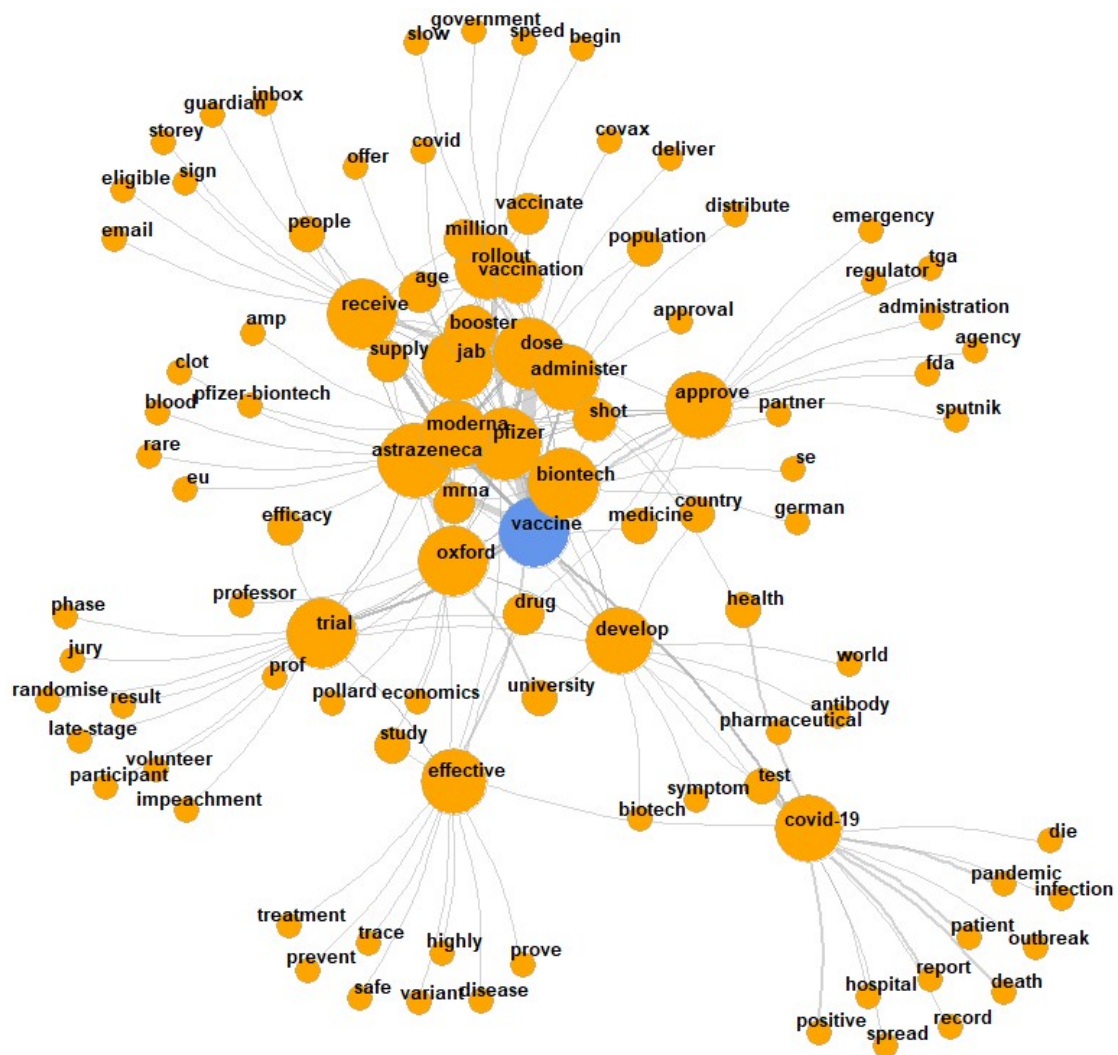 government
slow
speed
begin
guardian
inbox
storey
covid
covax
offer
deliver
eligible
sign
vaccinate
distribute
email
people
million
population
emergency
rollout
tga
age
vaccination
regulator
receive
approval
administration
amp
booster
supply
dose
agency
jab
administer
clot
fda
pfizer-biontech
approve
blood
moderna
shot
partner
sputnik
pfizer
rare
astrazeneca
se
eu
mrna
biontech
country
efficacy
vaccine
medicine
german
oxford
professor
drug
health
phase
trial
develop
jury
world
prof
randomise
result
pollard
economics
university
antibody
late-stage
pharmaceutical
study
volunteer
participant
effective
test
impeachment
symptom
biotech
covid-19
die
pandemic
infection
treatment
trace
highly
patient
prevent
prove
outbreak
report
safe
variant
disease
hospital
death
positive
record
spread